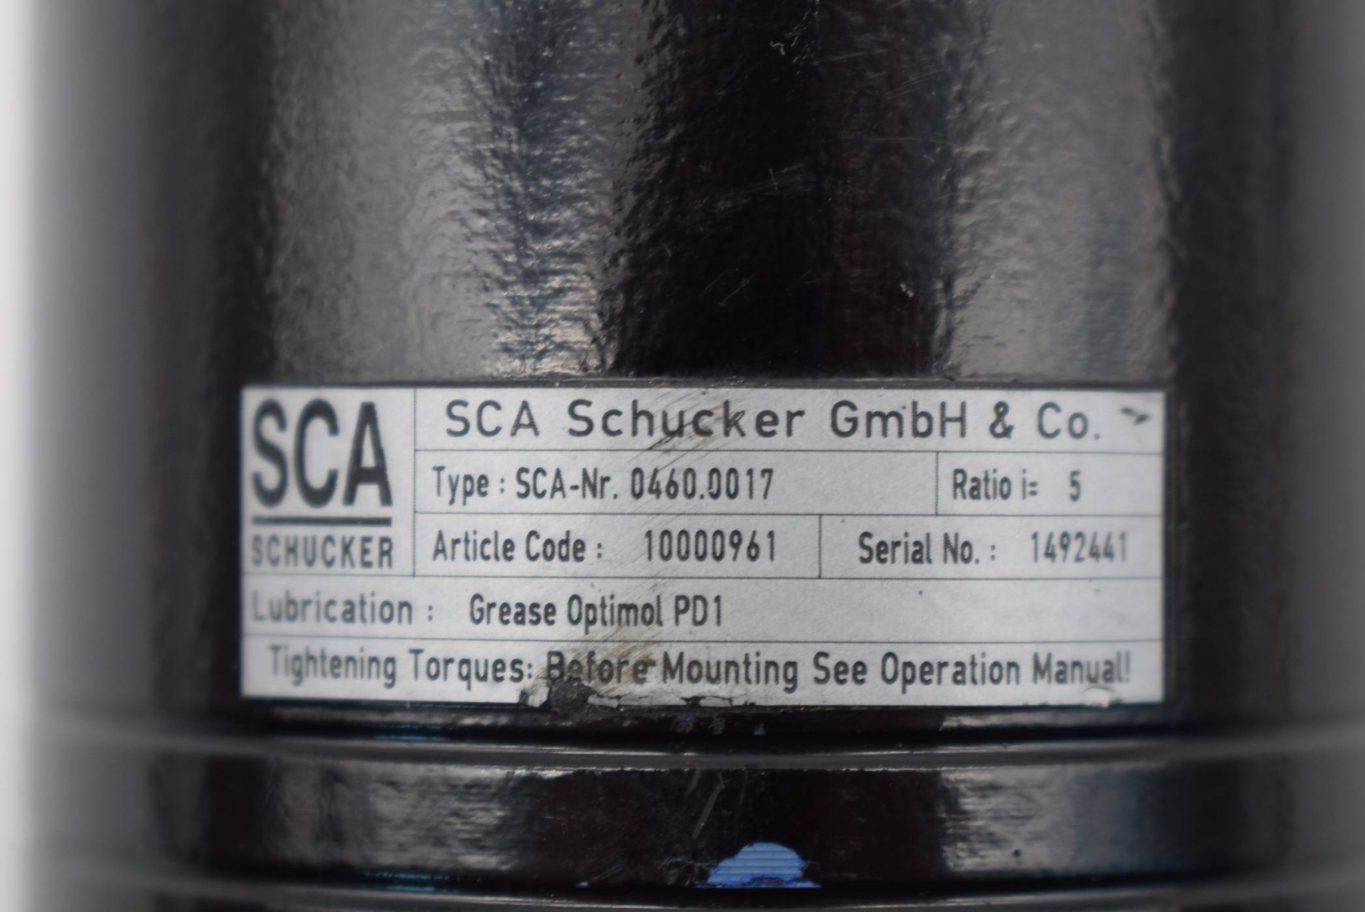 SCA
SCHUCKER
SCA Schucker GmbH & Co.
Type : SCA-Nr. 0460.0017 Ratio i= 5
Article Code : 10000961 Serial No. : 1492441
Lubrication : Grease Optimol PD1
Tightening Torques: Before Mounting See Operation Manual!